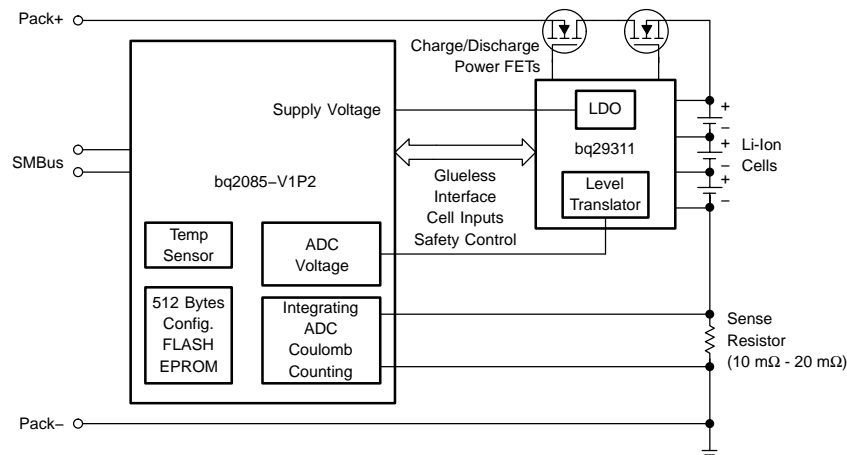 Pack+
Charge/Discharge
Power FETs
Supply Voltage
LDO
bq29311
+
−
+
−
+
−
Li-Ion
Cells
SMBus
bq2085−V1P2
Glueless
Interface
Cell Inputs
Safety Control
Level
Translator
Temp
Sensor
ADC
Voltage
512 Bytes
Config.
FLASH
EPROM
Integrating
ADC
Coulomb
Counting
Sense
Resistor
(10 mΩ - 20 mΩ)
Pack−